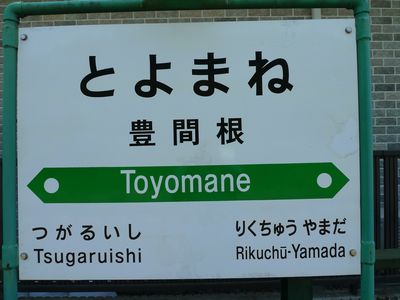 とよまね
豊間根
Toyomane
つがるいし りくちゅう やまだ
Tsugaruishi Rikuchū-Yamada